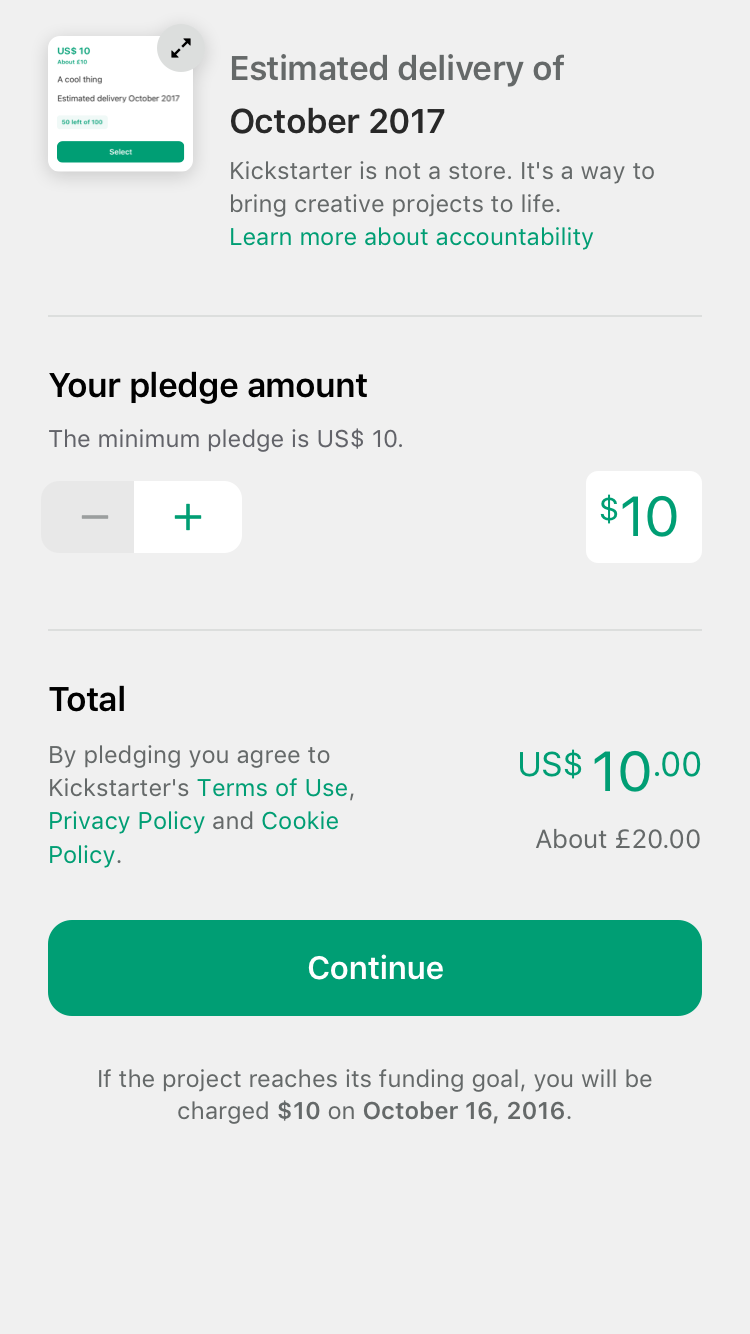 US$ 10
About £10
A cool thing
Estimated delivery October 2017
50 left of 100
Select
Estimated delivery of
October 2017
Kickstarter is not a store. It's a way to
bring creative projects to life.
Learn more about accountability
Your pledge amount
The minimum pledge is US$ 10.
$10
Total
By pledging you agree to
Kickstarter's Terms of Use,
Privacy Policy and Cookie
Policy.
US$ 10.00
About £20.00
Continue
If the project reaches its funding goal, you will be
charged $10 on October 16, 2016.